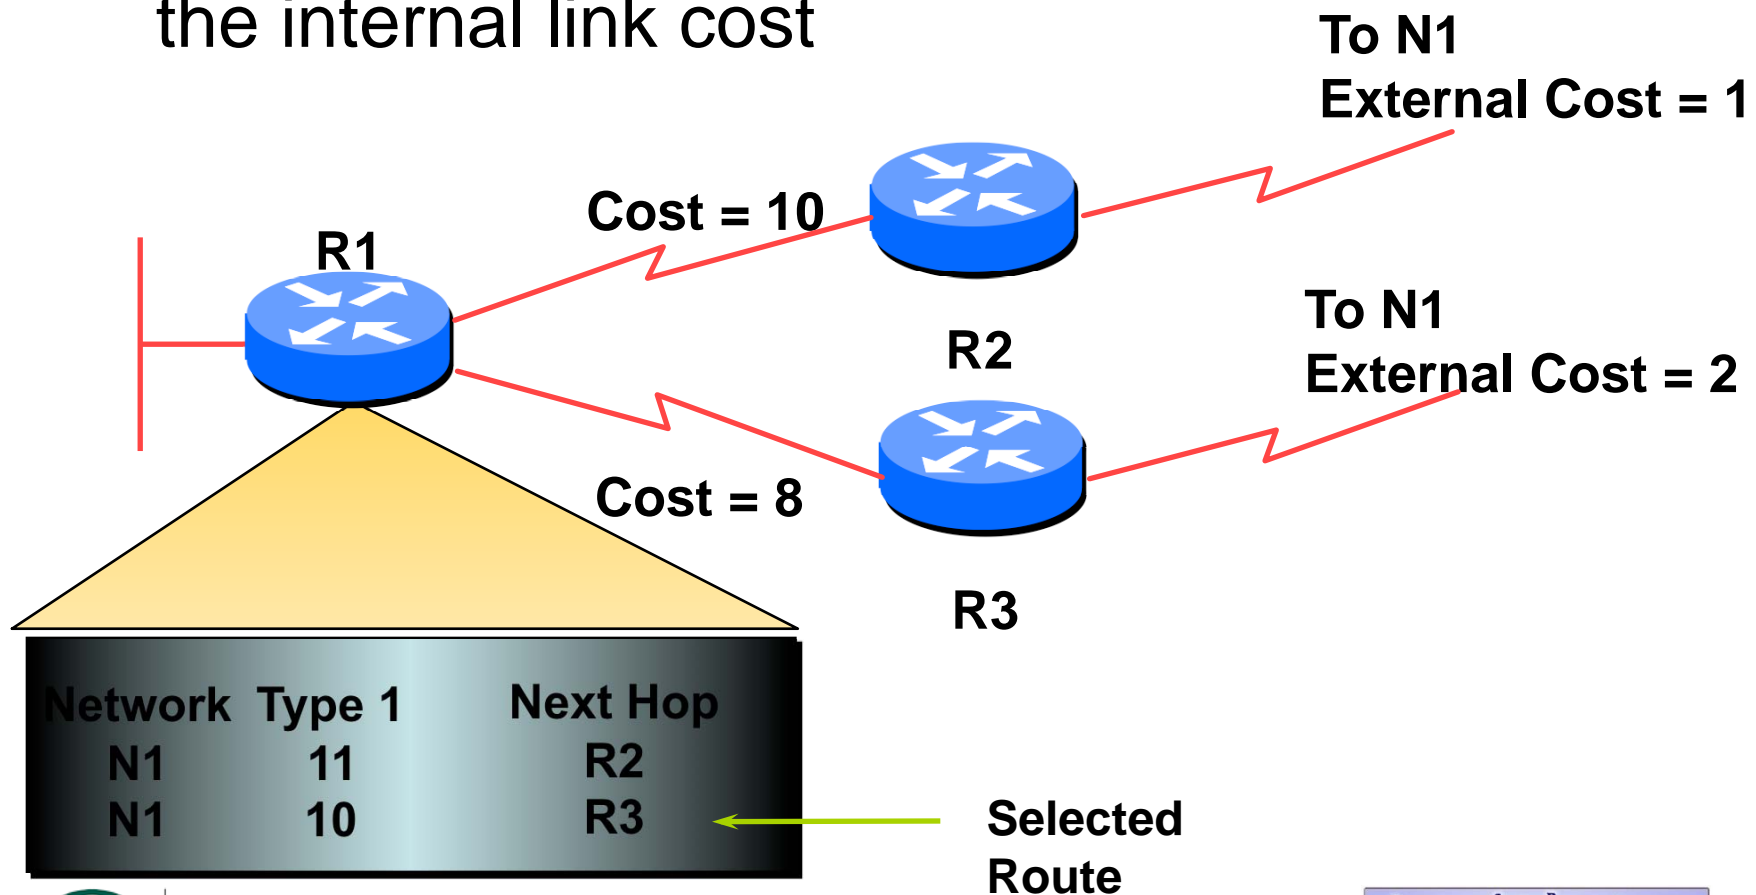 the internal link cost
To N1
External Cost = 1
Cost = 10
R1
R2
To N1
External Cost = 2
Cost = 8
R3
Network Type 1 Next Hop
N1 11 R2
N1 10 R3
Selected
Route